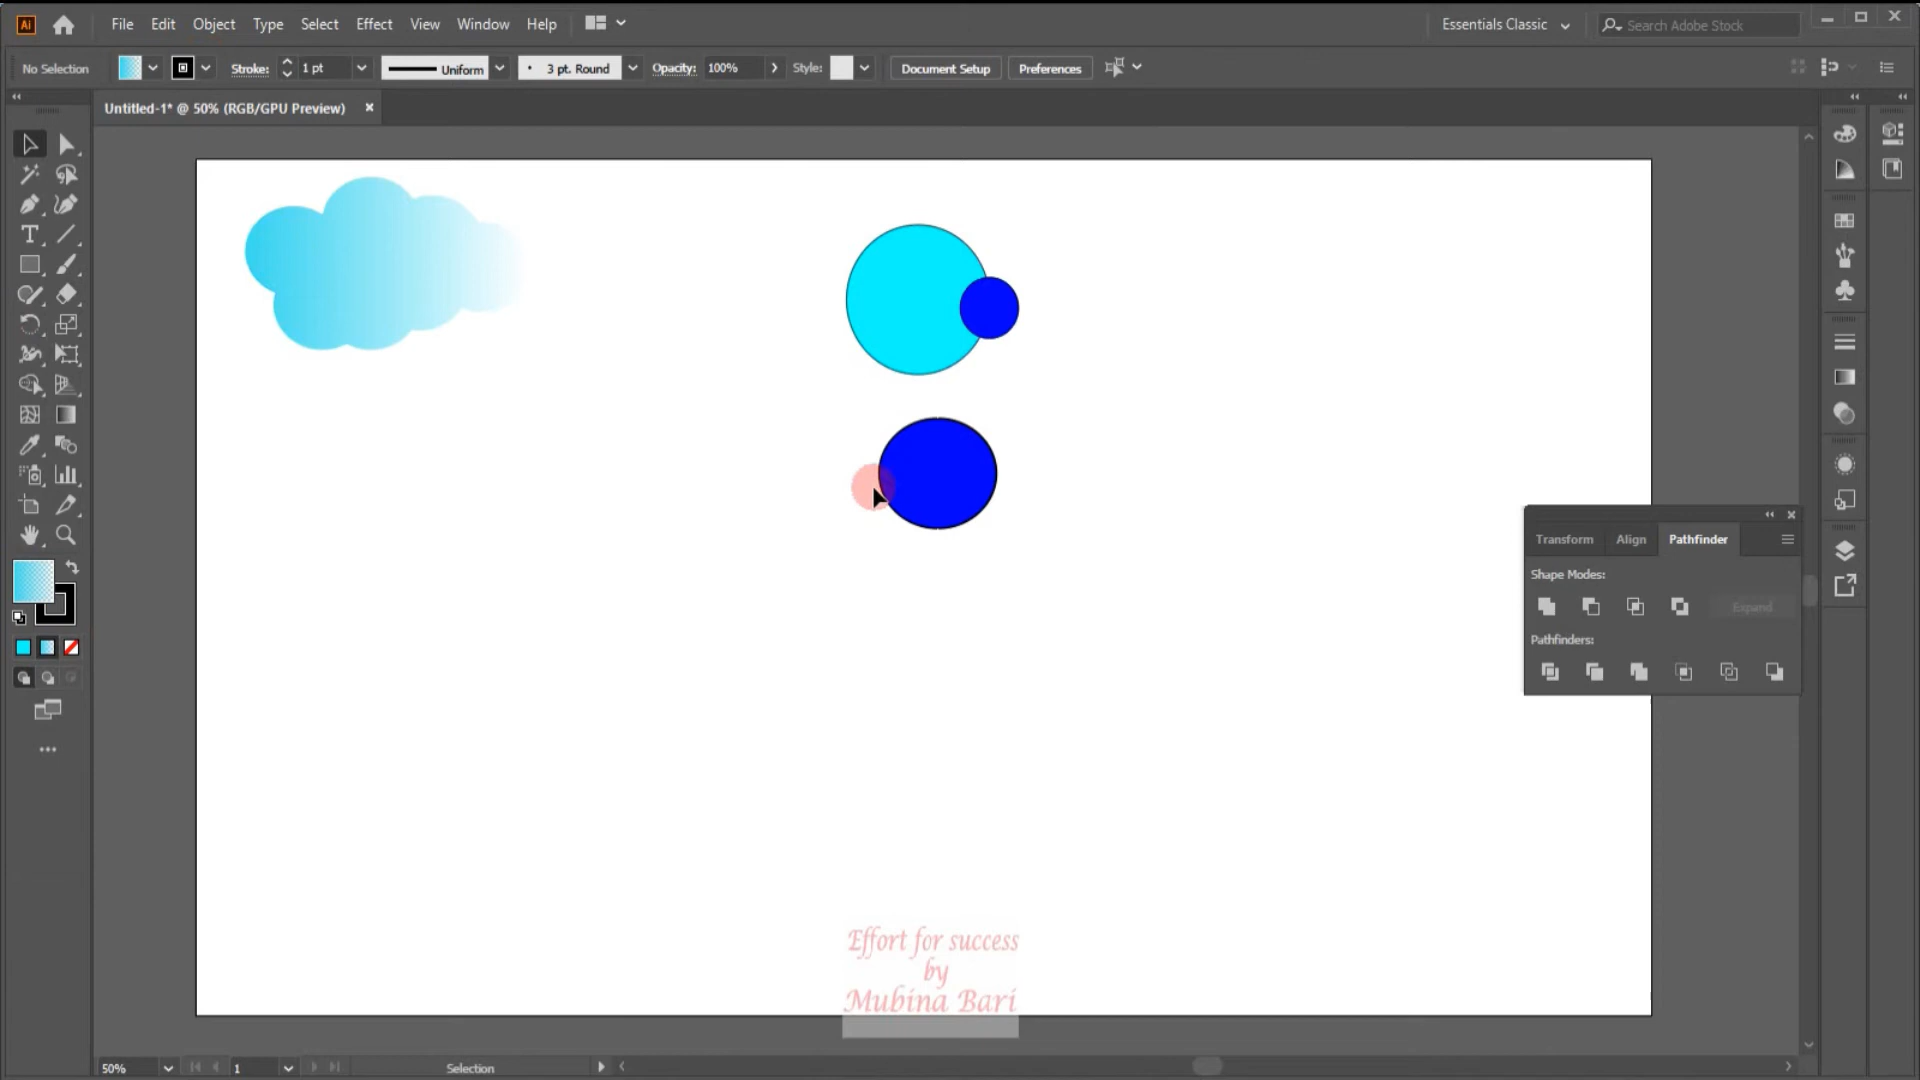 Ai File Edit Object Type Select Effect View Window Help Essentials Classic Search Adobe Stock
No Selection Stroke: 1 pt Uniform 3 pt. Round Opacity: 100% Style: Document Setup Preferences
Untitled-1* @ 50% (RGB/GPU Preview)
Transform Align Pathfinder
Shape Modes:
Expand
Pathfinders:
Effort for success
by
Mubina Bari
50% 1 Selection